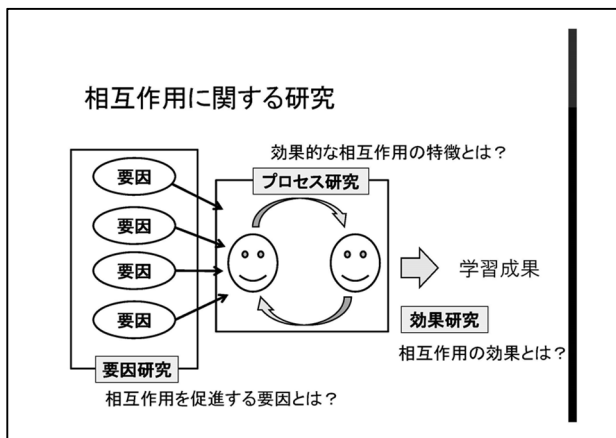 相互作用に関する研究
効果的な相互作用の特徴とは？
プロセス研究
要因
要因
要因
要因
学習成果
効果研究
相互作用の効果とは？
要因研究
相互作用を促進する要因とは？